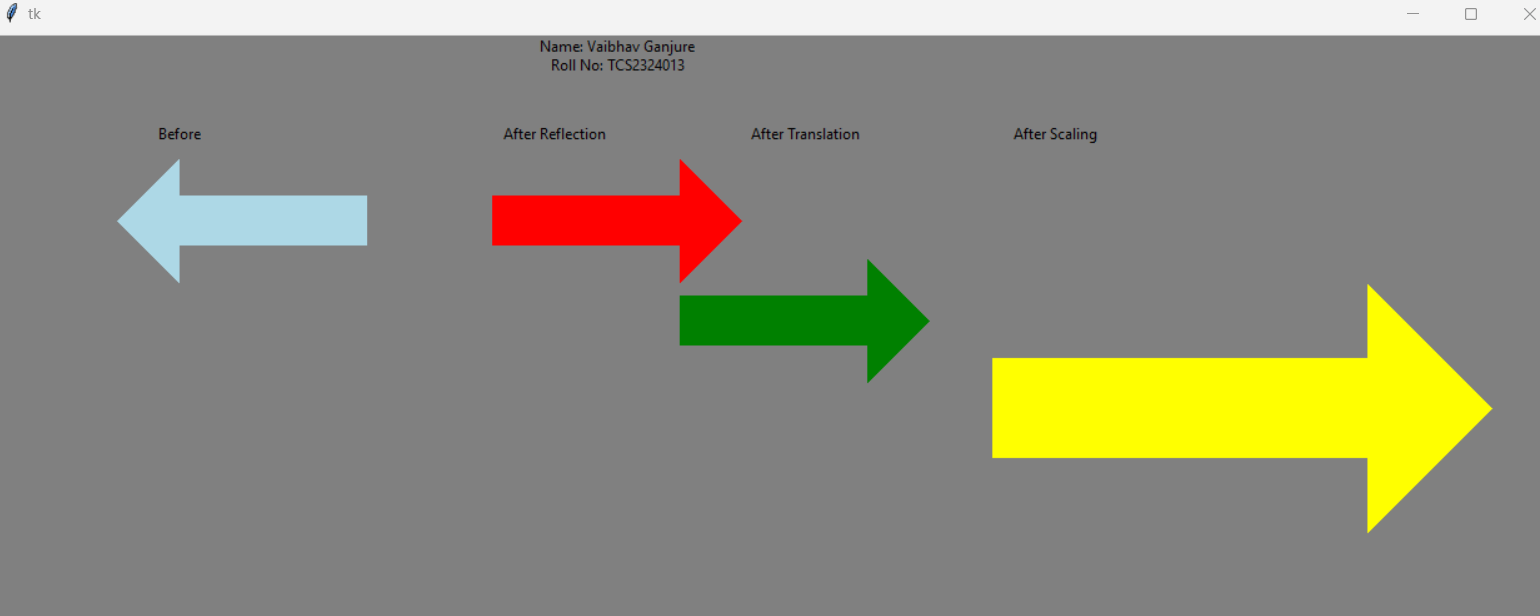 tk
Name: Vaibhav Ganjure
Roll No: TCS2324013
Before
After Reflection
After Translation
After Scaling